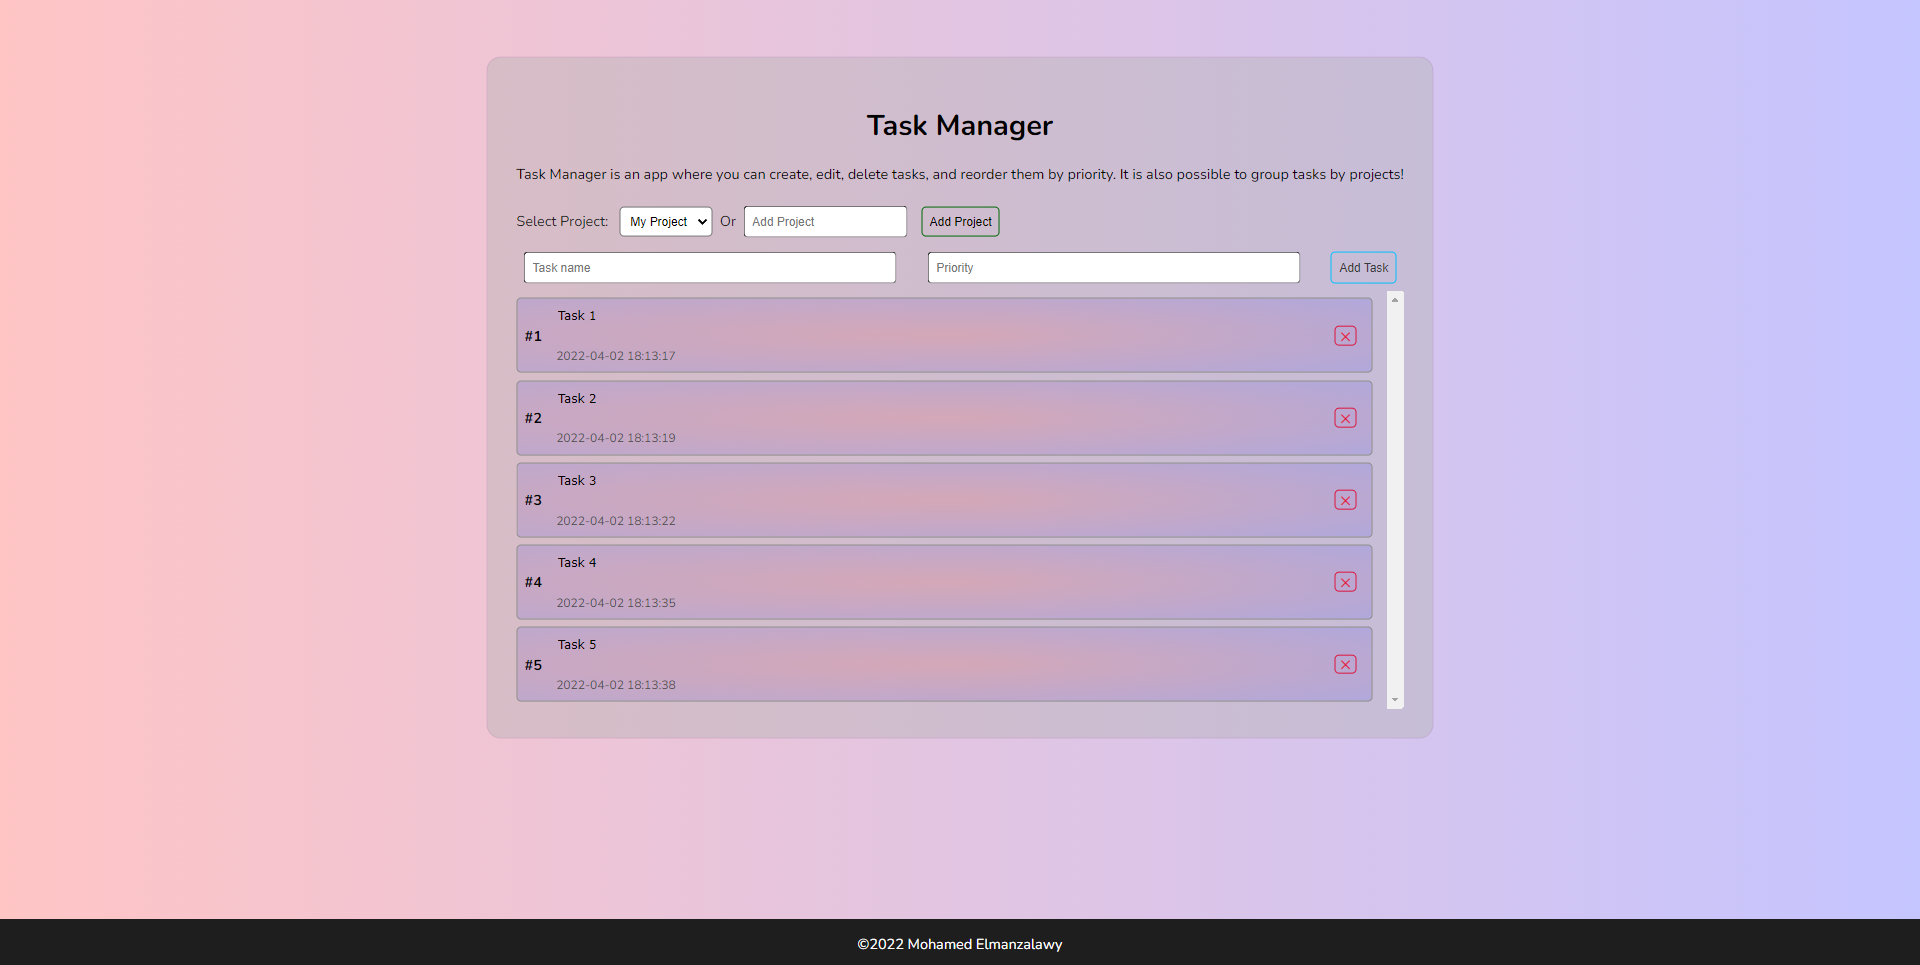 Task Manager
Task Manager is an app where you can create, edit, delete tasks, and reorder them by priority. It is also possible to group tasks by projects!
Select Project: My Project Or Add Project Add Project
Task name Priority Add Task
Task 1
#1
2022-04-02 18:13:17
Task 2
#2
2022-04-02 18:13:19
Task 3
#3
2022-04-02 18:13:22
Task 4
#4
2022-04-02 18:13:35
Task 5
#5
2022-04-02 18:13:38
©2022 Mohamed Elmanzalawy